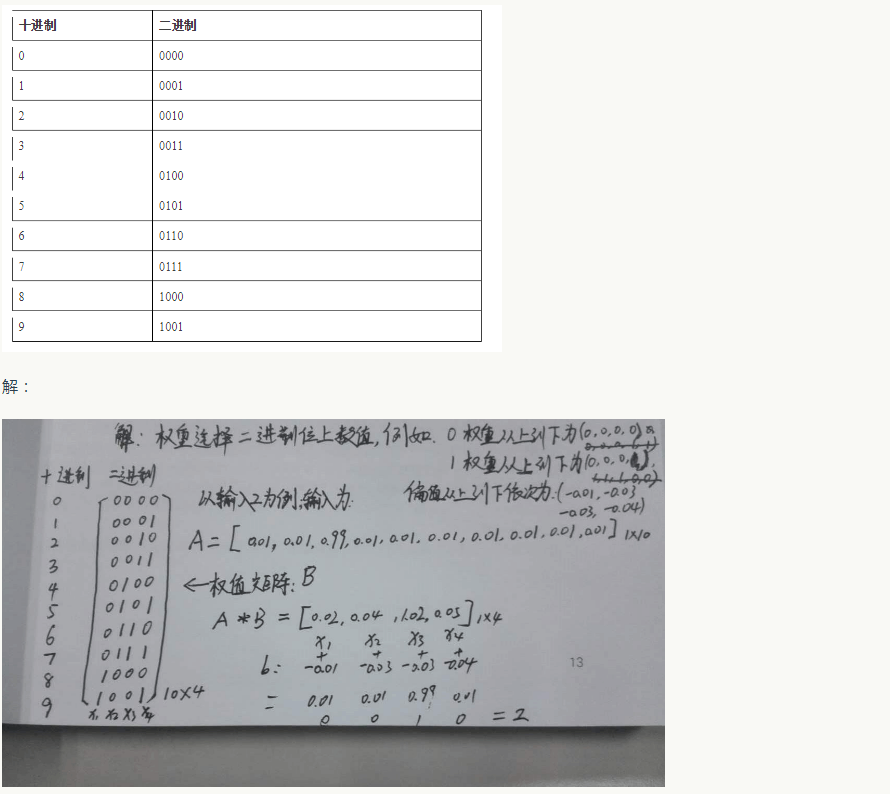 十进制 二进制
0 0000
1 0001
2 0010
3 0011
4 0100
5 0101
6 0110
7 0111
8 1000
9 1001
解：
解：权重选择二进制位上数值，例如：0 权重从上到下为(0,0,0,0)
1 权重从上到下为(0,0,0,1),
十进制 二进制
以输入2为例，输入为： 偏值从上到下依次为：(-0.01, -0.03
-0.03, -0.04)
A=[0.01, 0.01, 0.99, 0.01, 0.01, 0.01, 0.01, 0.01, 0.01, 0.01] 1×10
0 0000
1 0001
2 0010
3 0011
4 0100
5 0101
6 0110
7 0111
8 1000
9 1001 10×4
x1 x2 x3 x4
←权值矩阵：B
A * B = [0.02, 0.04, 1.02, 0.05] 1×4
x1 x2 x3 x4
+ + + +
b: -0.01 -0.03 -0.03 -0.04
= 0.01 0.01 0.99 0.01
0 0 1 0 = 2
13